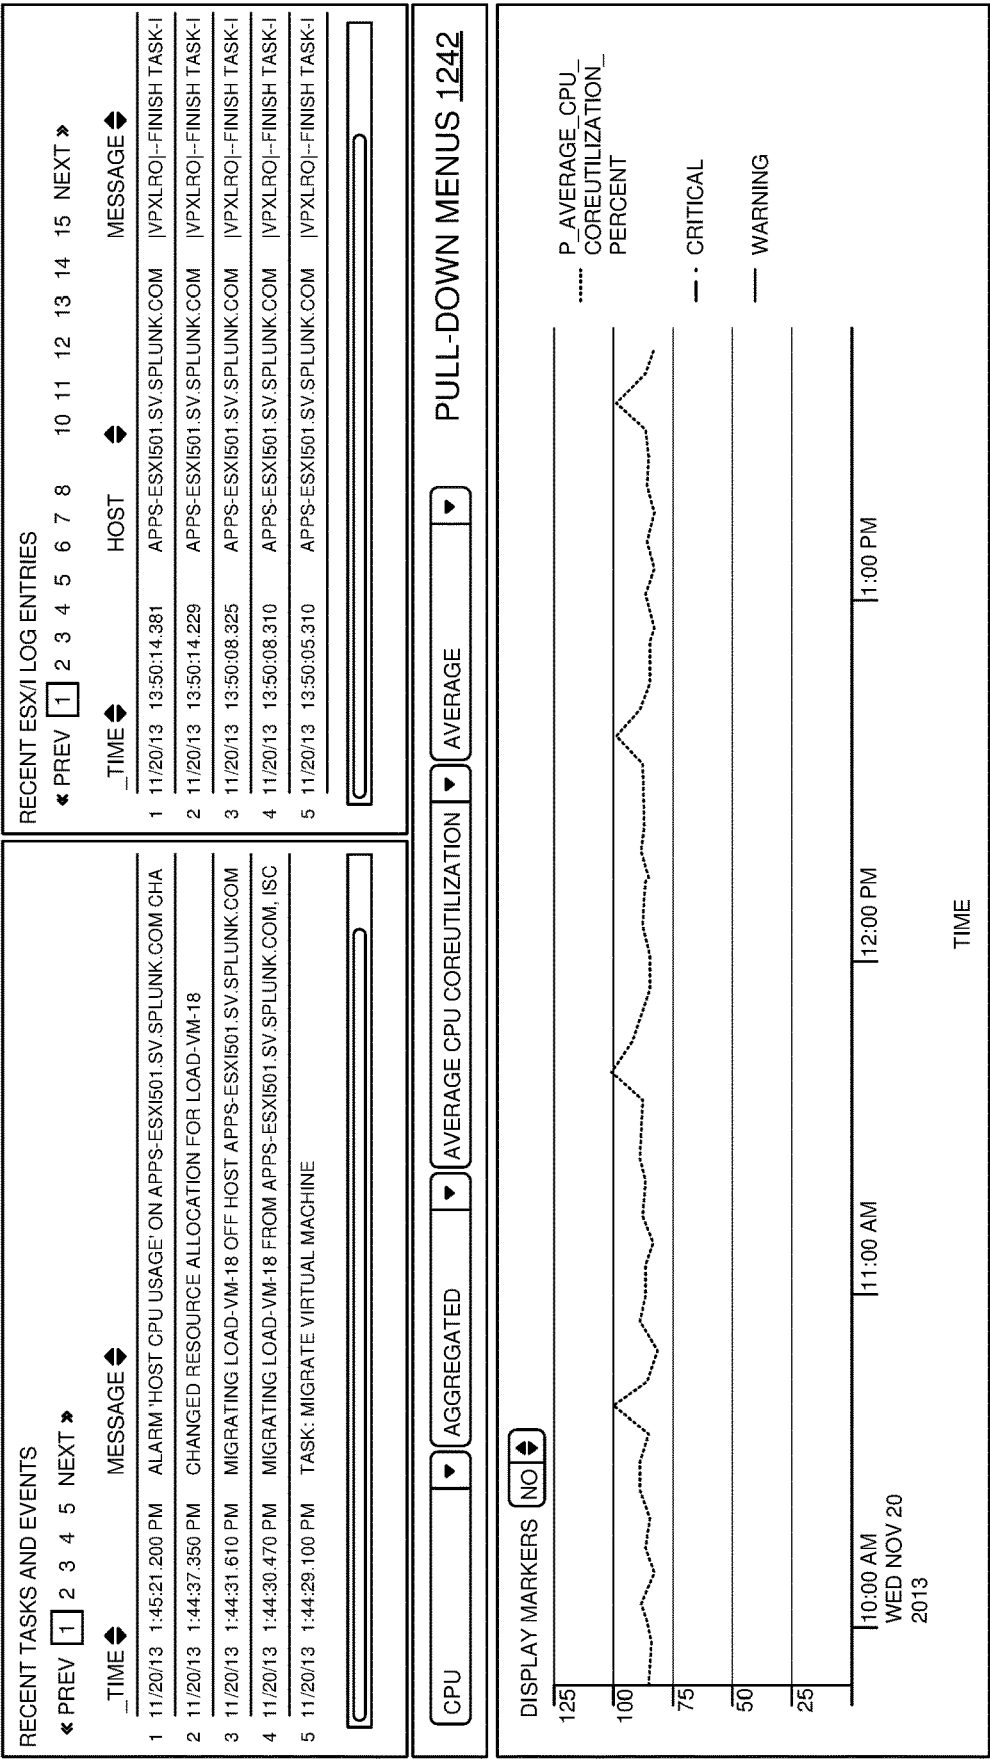 RECENT TASKS AND EVENTS
« PREV 1 2 3 4 5 NEXT »
_TIME MESSAGE
1 11/20/13 1:45:21.200 PM ALARM 'HOST CPU USAGE' ON APPS-ESXI501.SV.SPLUNK.COM CHA
2 11/20/13 1:44:37.350 PM CHANGED RESOURCE ALLOCATION FOR LOAD-VM-18
3 11/20/13 1:44:31.610 PM MIGRATING LOAD-VM-18 OFF HOST APPS-ESXI501.SV.SPLUNK.COM
4 11/20/13 1:44:30.470 PM MIGRATING LOAD-VM-18 FROM APPS-ESXI501.SV.SPLUNK.COM, ISC
5 11/20/13 1:44:29.100 PM TASK: MIGRATE VIRTUAL MACHINE
RECENT ESX/I LOG ENTRIES
« PREV 1 2 3 4 5 6 7 8 10 11 12 13 14 15 NEXT »
_TIME HOST MESSAGE
1 11/20/13 13:50:14.381 APPS-ESXI501.SV.SPLUNK.COM |VPXLRO|--FINISH TASK-I
2 11/20/13 13:50:14.229 APPS-ESXI501.SV.SPLUNK.COM |VPXLRO|--FINISH TASK-I
3 11/20/13 13:50:08.325 APPS-ESXI501.SV.SPLUNK.COM |VPXLRO|--FINISH TASK-I
4 11/20/13 13:50:08.310 APPS-ESXI501.SV.SPLUNK.COM |VPXLRO|--FINISH TASK-I
5 11/20/13 13:50:05.310 APPS-ESXI501.SV.SPLUNK.COM |VPXLRO|--FINISH TASK-I
CPU AGGREGATED AVERAGE CPU COREUTILIZATION AVERAGE PULL-DOWN MENUS 1242
DISPLAY MARKERS NO
125
100
75
50
25
10:00 AM 11:00 AM 12:00 PM 1:00 PM
WED NOV 20
2013
TIME
P_AVERAGE_CPU_
COREUTILIZATION_
PERCENT
CRITICAL
WARNING